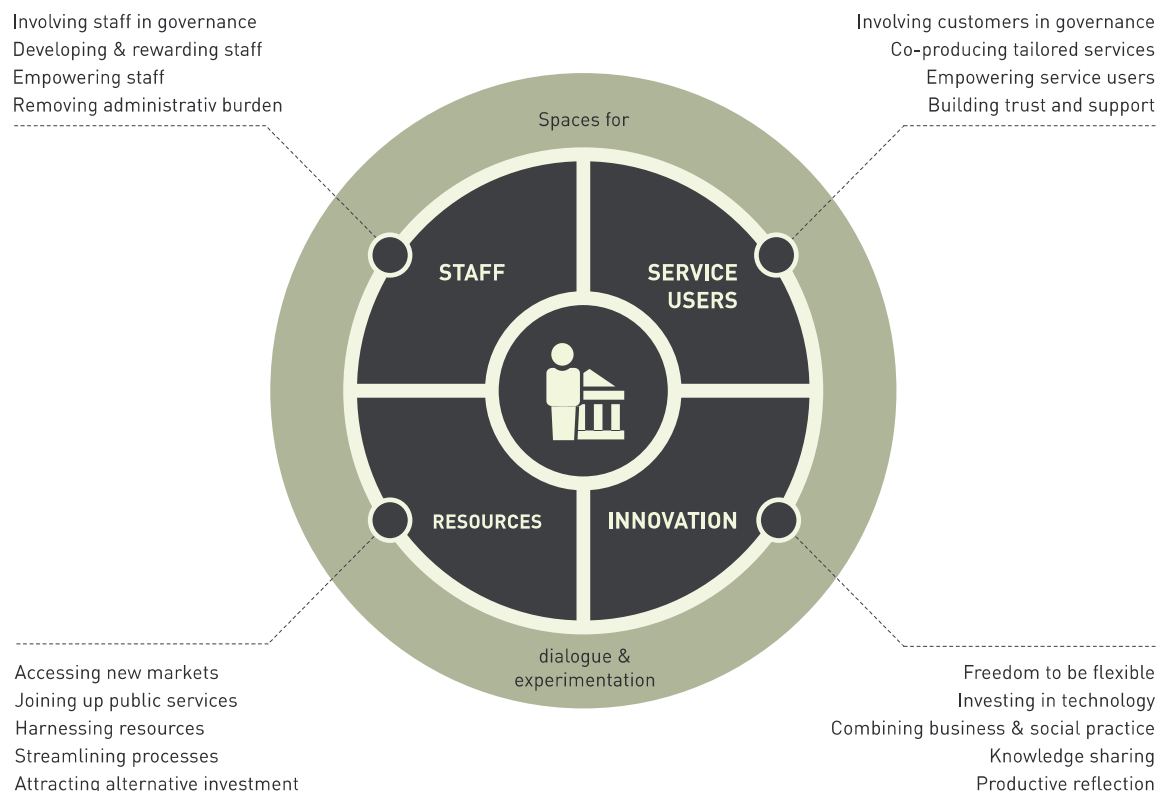 Involving staff in governance
Developing & rewarding staff
Empowering staff
Removing administrativ burden
Involving customers in governance
Co-producing tailored services
Empowering service users
Building trust and support
Spaces for
STAFF
SERVICE
USERS
RESOURCES
INNOVATION
dialogue &
experimentation
Accessing new markets
Joining up public services
Harnessing resources
Streamlining processes
Attracting alternative investment
Freedom to be flexible
Investing in technology
Combining business & social practice
Knowledge sharing
Productive reflection